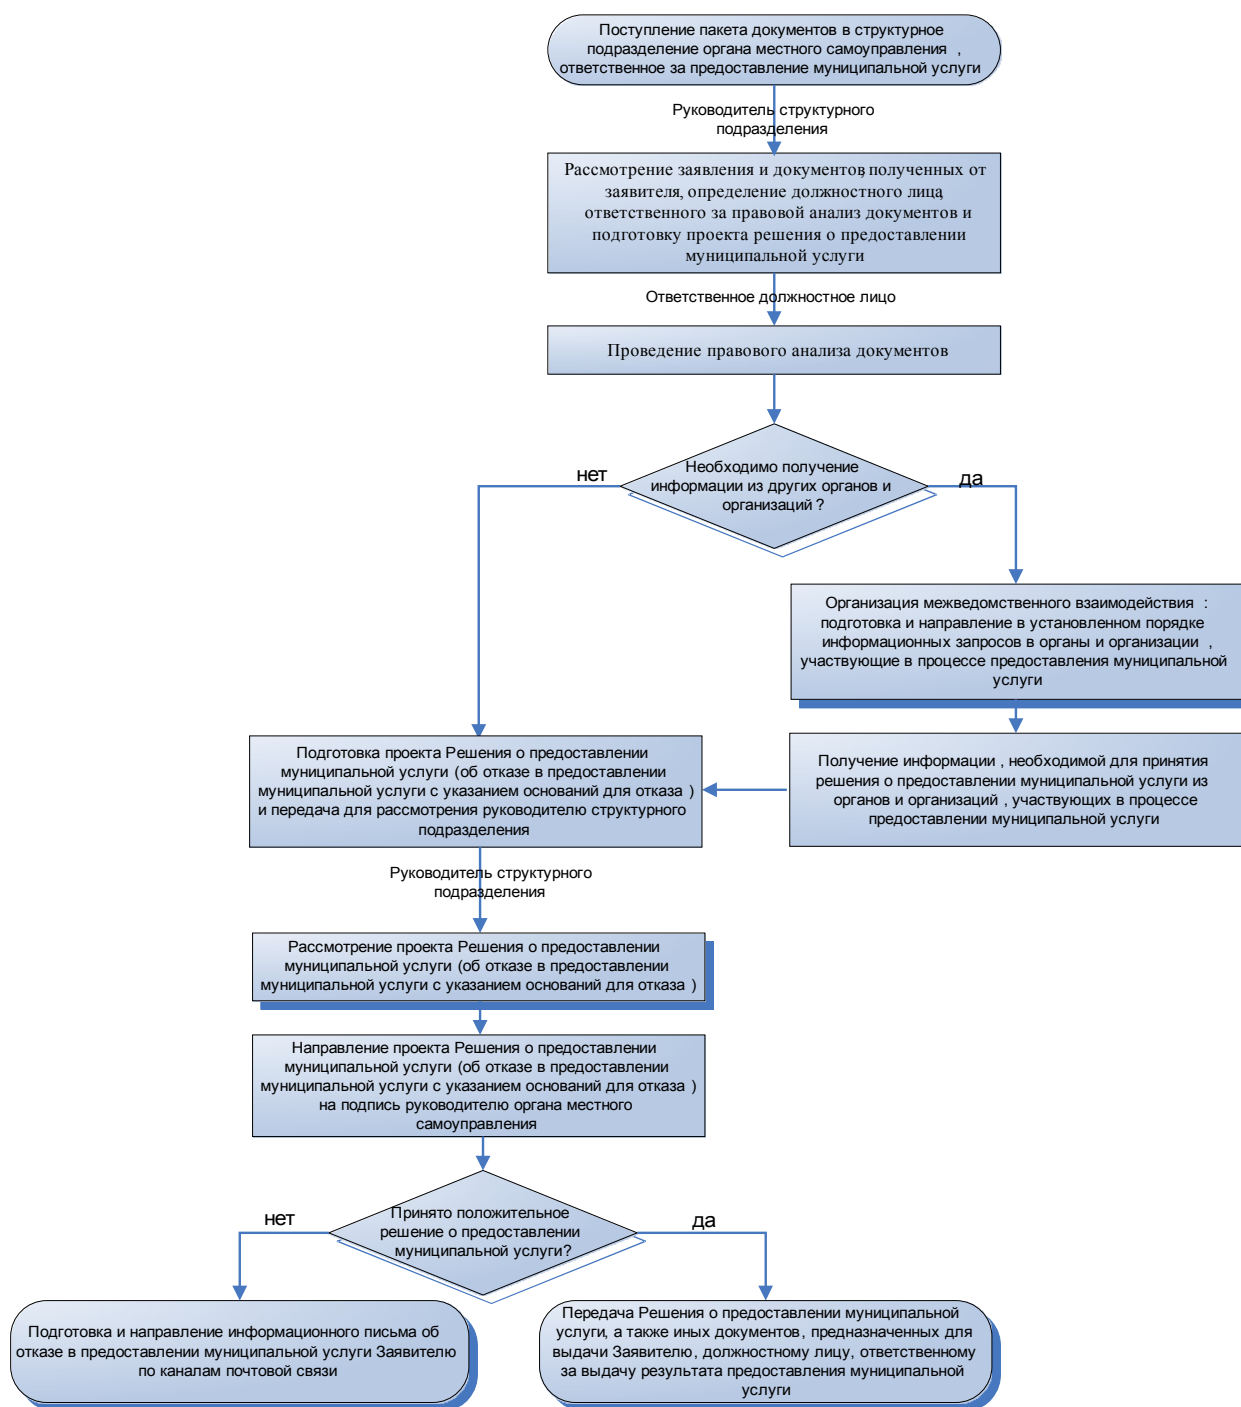 Поступление пакета документов в структурное
подразделение органа местного самоуправления ,
ответственное за предоставление муниципальной услуги
Руководитель структурного
подразделения
Рассмотрение заявления и документов, полученных от
заявителя, определение должностного лица,
ответственного за правовой анализ документов и
подготовку проекта решения о предоставлении
муниципальной услуги
Ответственное должностное лицо
Проведение правового анализа документов
Необходимо получение
информации из других органов и
организаций ?
нет
да
Организация межведомственного взаимодействия :
подготовка и направление в установленном порядке
информационных запросов в органы и организации ,
участвующие в процессе предоставления муниципальной
услуги
Получение информации , необходимой для принятия
решения о предоставлении муниципальной услуги из
органов и организаций , участвующих в процессе
предоставлении муниципальной услуги
Подготовка проекта Решения о предоставлении
муниципальной услуги (об отказе в предоставлении
муниципальной услуги с указанием оснований для отказа )
и передача для рассмотрения руководителю структурного
подразделения
Руководитель структурного
подразделения
Рассмотрение проекта Решения о предоставлении
муниципальной услуги (об отказе в предоставлении
муниципальной услуги с указанием оснований для отказа )
Направление проекта Решения о предоставлении
муниципальной услуги (об отказе в предоставлении
муниципальной услуги с указанием оснований для отказа )
на подпись руководителю органа местного
самоуправления
Принято положительное
решение о предоставлении
муниципальной услуги?
нет
да
Подготовка и направление информационного письма об
отказе в предоставлении муниципальной услуги Заявителю
по каналам почтовой связи
Передача Решения о предоставлении муниципальной
услуги, а также иных документов, предназначенных для
выдачи Заявителю, должностному лицу, ответственному
за выдачу результата предоставления муниципальной
услуги